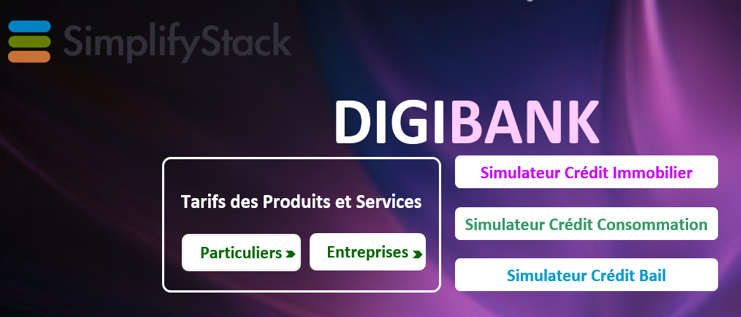 SimplifyStack
DIGIBANK
Tarifs des Produits et Services
Particuliers
Entreprises
Simulateur Crédit Immobilier
Simulateur Crédit Consommation
Simulateur Crédit Bail